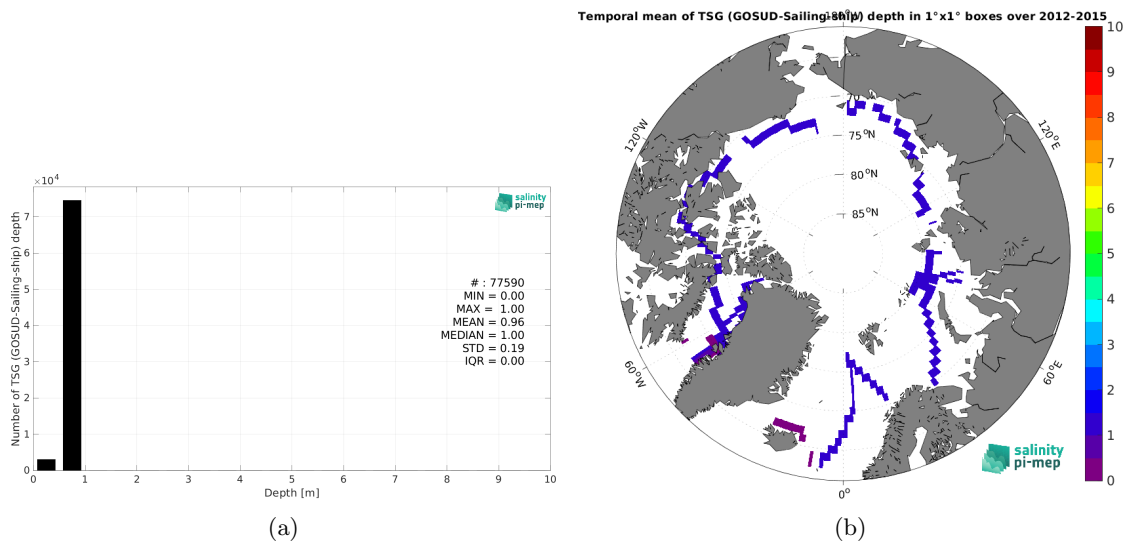 Temporal mean of TSG (GOSUD-Sailing-ship) depth in 1°x1° boxes over 2012-2015
×10⁴
Number of TSG (GOSUD-Sailing-ship) depth
7
6
5
4
3
2
1
0
salinity
pi-mep
# : 77590
MIN = 0.00
MAX = 1.00
MEAN = 0.96
MEDIAN = 1.00
STD = 0.19
IQR = 0.00
0 1 2 3 4 5 6 7 8 9 10
Depth [m]
(a)
180°W
120°W
120°E
75°N
80°N
85°N
60°W
60°E
0°
10
9
8
7
6
5
4
3
2
1
0
salinity
pi-mep
(b)